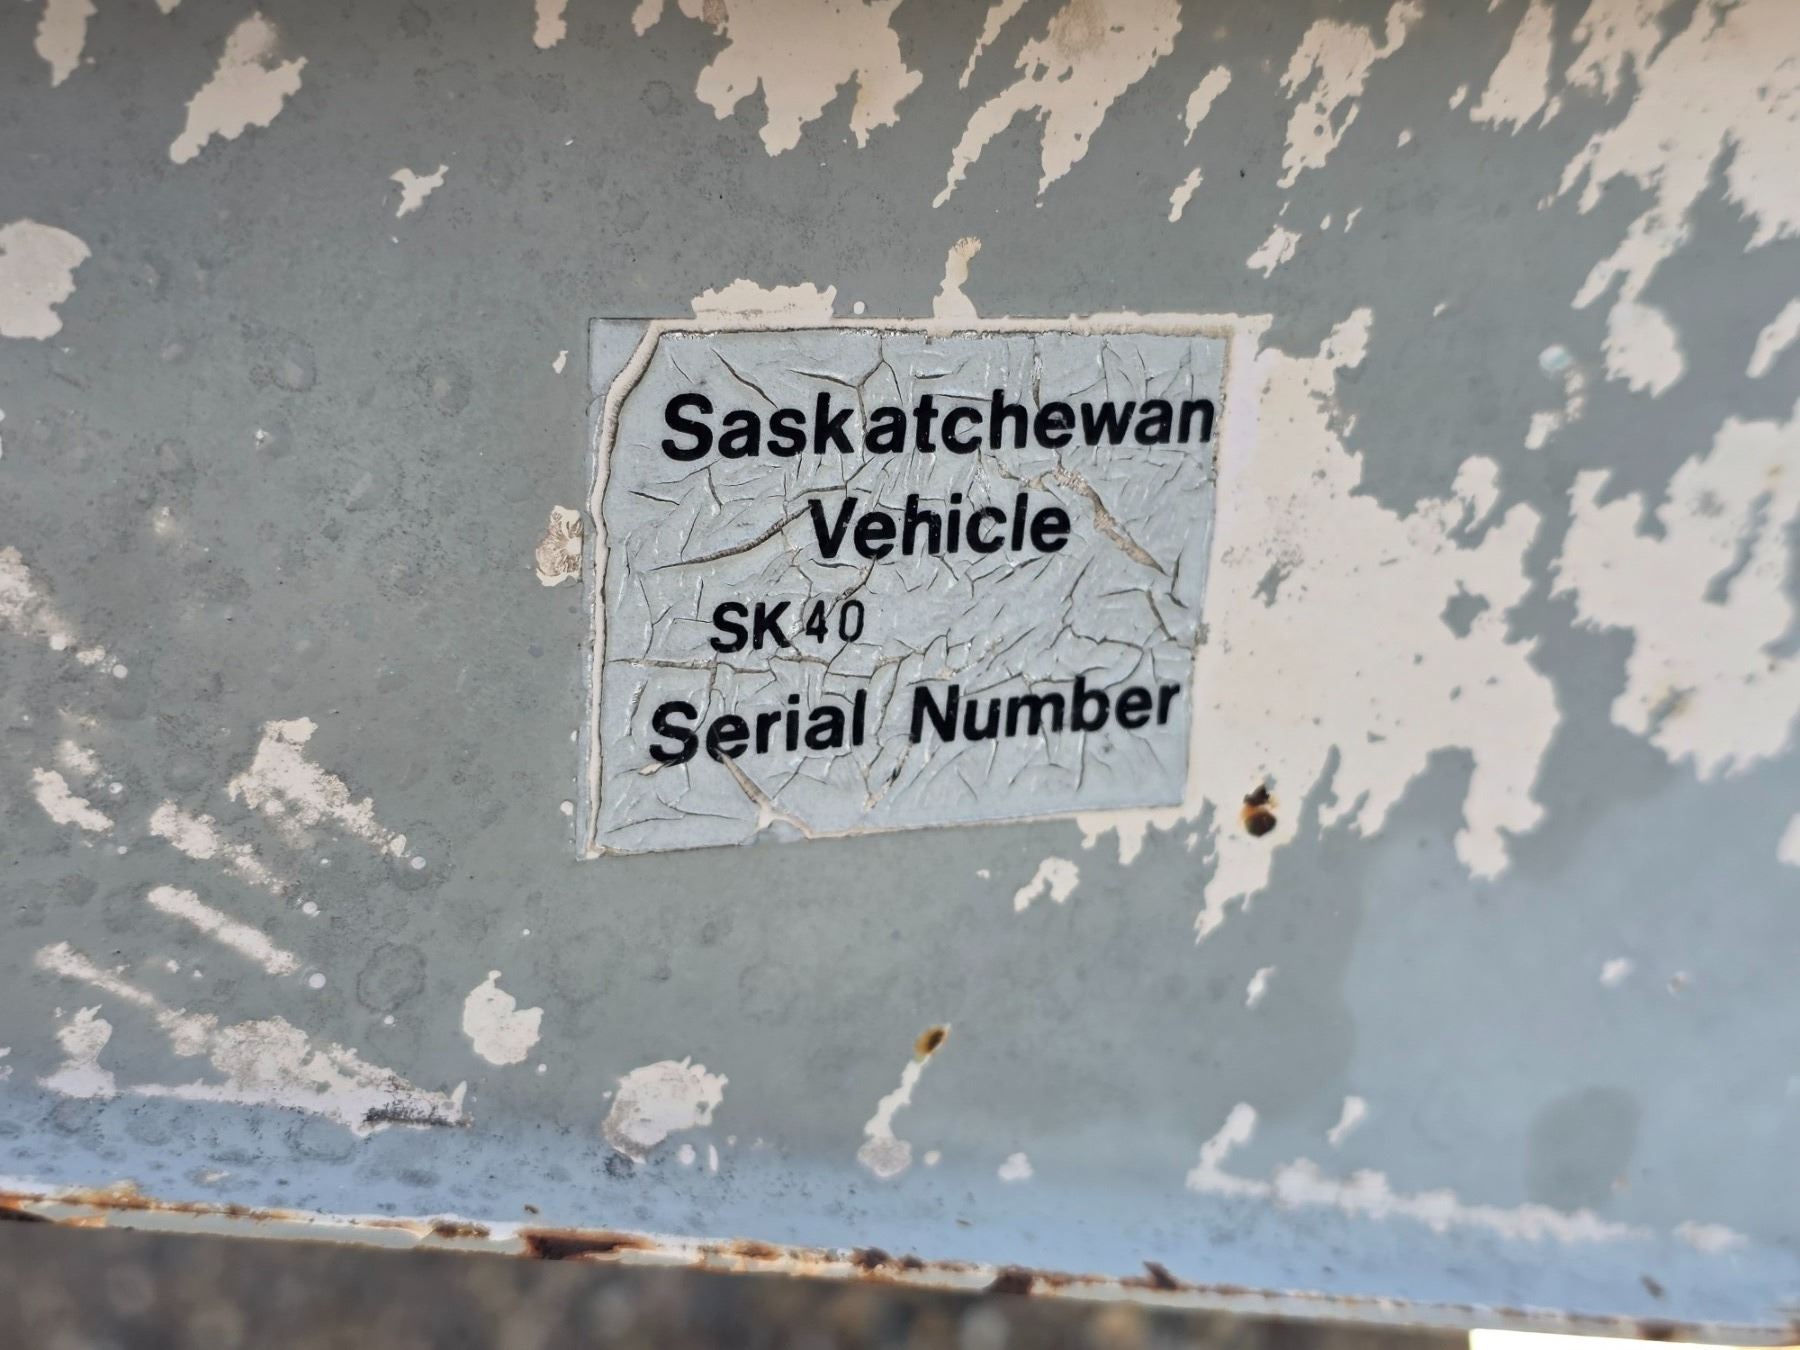 Saskatchewan
Vehicle
SK40
Serial Number